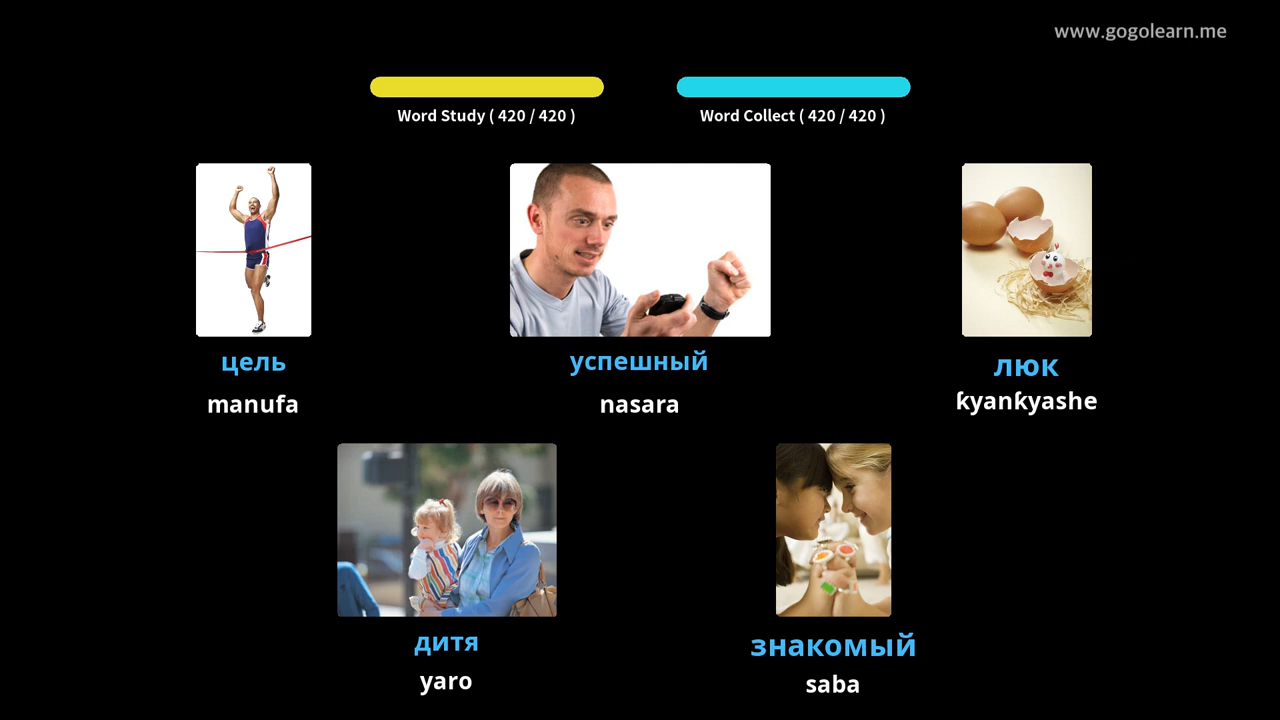 www.gogolearn.me
Word Study ( 420 / 420 )
Word Collect ( 420 / 420 )
цель
успешный
люк
manufa
nasara
ƙyanƙyashe
дитя
знакомый
yaro
saba